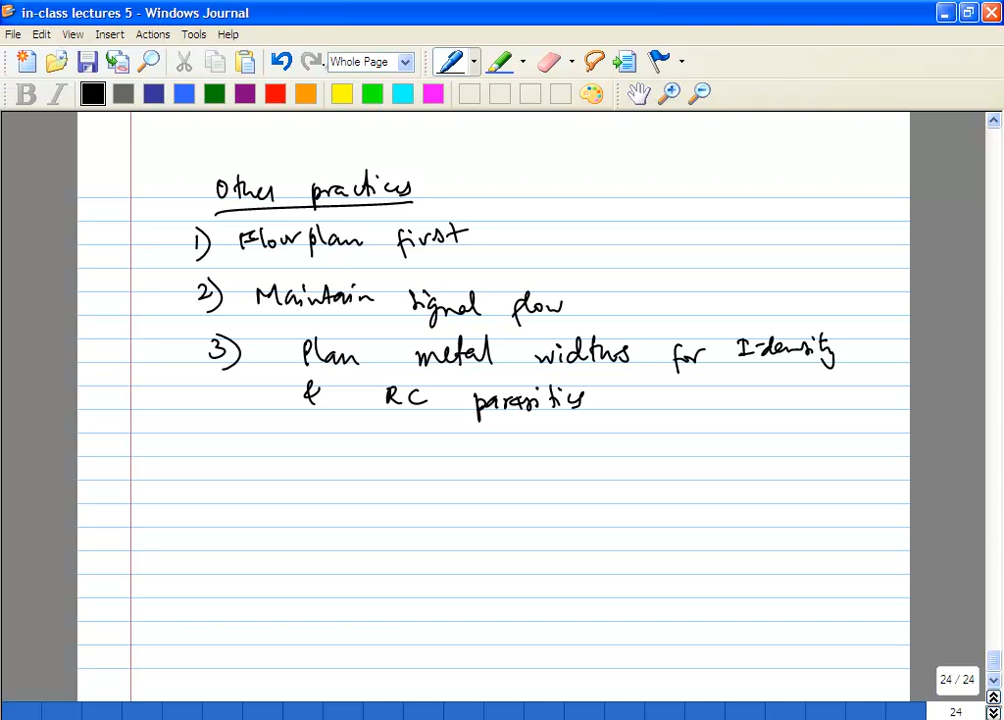 in-class lectures 5 - Windows Journal
File Edit View Insert Actions Tools Help
Whole Page
B I
Other practices
1) Floorplan first
2) Maintain signal flow
3) Plan metal widths for I-density
& RC parasitics
24 / 24
24